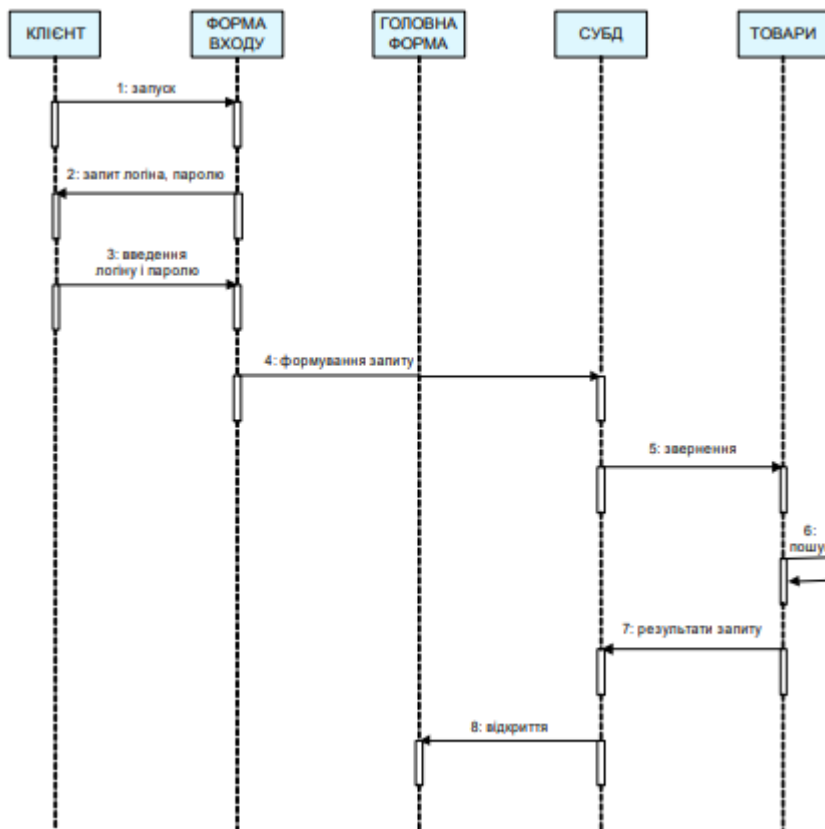 КЛІЄНТ
ФОРМА
ВХОДУ
ГОЛОВНА
ФОРМА
СУБД
ТОВАРИ
1: запуск
2: запит логіна, паролю
3: введення
логіну і паролю
4: формування запиту
5: звернення
6:
7: результати запиту
8: відкриття